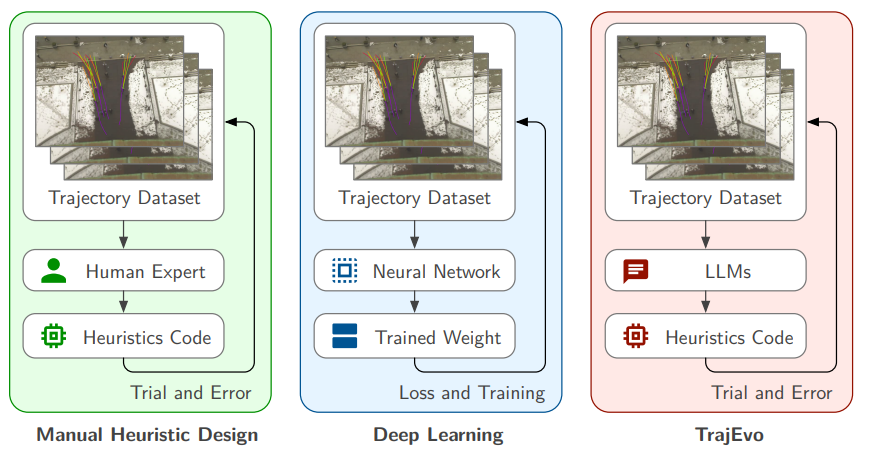 Trajectory Dataset
Human Expert
Heuristics Code
Trial and Error
Manual Heuristic Design
Trajectory Dataset
Neural Network
Trained Weight
Loss and Training
Deep Learning
Trajectory Dataset
LLMs
Heuristics Code
Trial and Error
TrajEvo